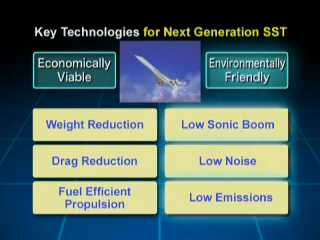 Key Technologies for Next Generation SST
Economically
Viable
Environmentally
Friendly
Weight Reduction
Low Sonic Boom
Drag Reduction
Low Noise
Fuel Efficient
Propulsion
Low Emissions